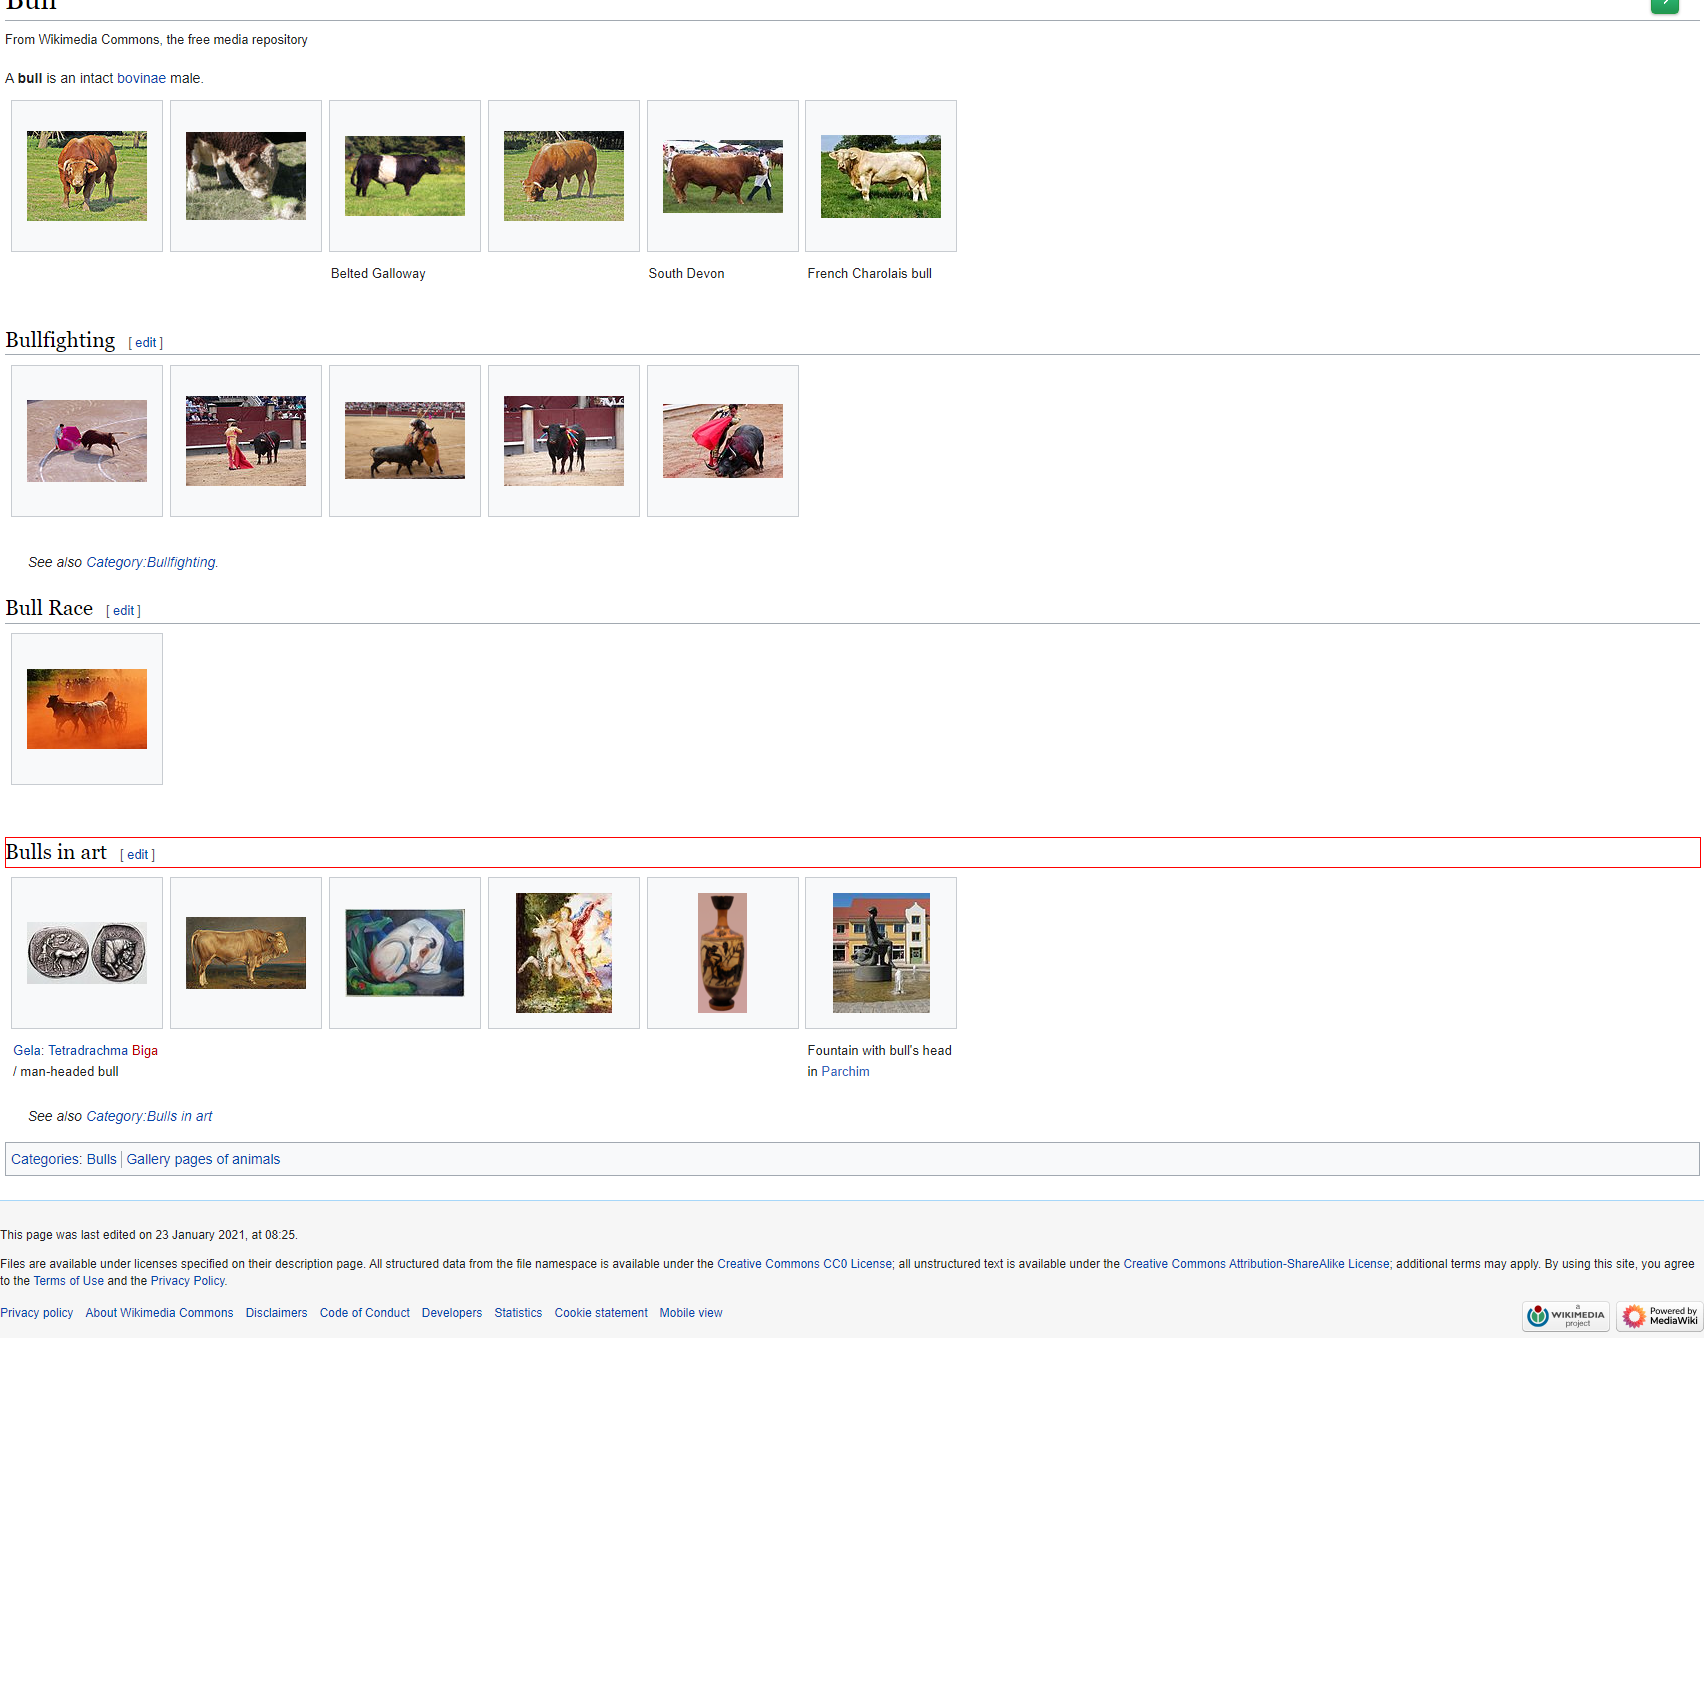 Bull
From Wikimedia Commons, the free media repository
A bull is an intact bovinae male.
Belted Galloway
South Devon
French Charolais bull
Bullfighting [ edit ]
See also Category:Bullfighting.
Bull Race [ edit ]
Bulls in art [ edit ]
Gela: Tetradrachma Biga
/ man-headed bull
Fountain with bull's head
in Parchim
See also Category:Bulls in art
Categories: Bulls | Gallery pages of animals
This page was last edited on 23 January 2021, at 08:25.
Files are available under licenses specified on their description page. All structured data from the file namespace is available under the Creative Commons CC0 License; all unstructured text is available under the Creative Commons Attribution-ShareAlike License; additional terms may apply. By using this site, you agree
to the Terms of Use and the Privacy Policy.
Privacy policy About Wikimedia Commons Disclaimers Code of Conduct Developers Statistics Cookie statement Mobile view
a
WIKIMEDIA
project
Powered by
MediaWiki